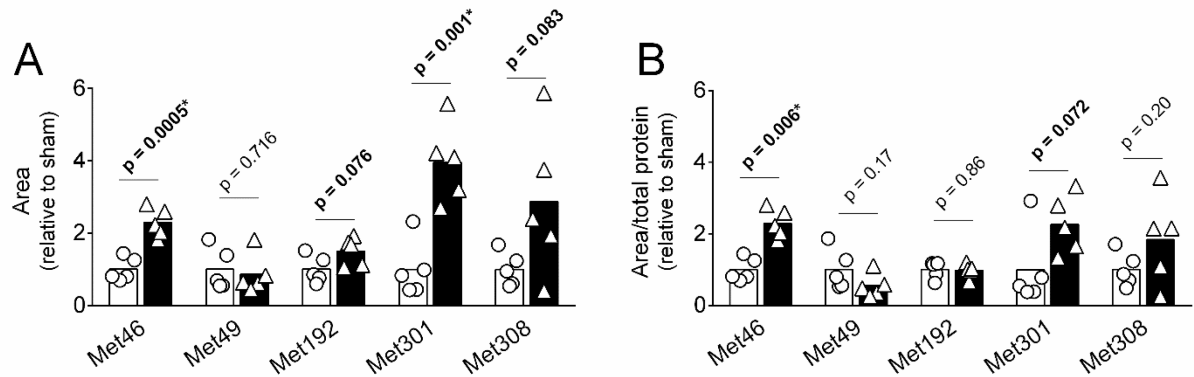 A
Area
(relative to sham)
6
4
2
0
p = 0.0005*
p = 0.716
p = 0.076
p = 0.001*
p = 0.083
Met46
Met49
Met192
Met301
Met308
B
Area/total protein
(relative to sham)
6
4
2
0
p = 0.006*
p = 0.17
p = 0.86
p = 0.072
p = 0.20
Met46
Met49
Met192
Met301
Met308